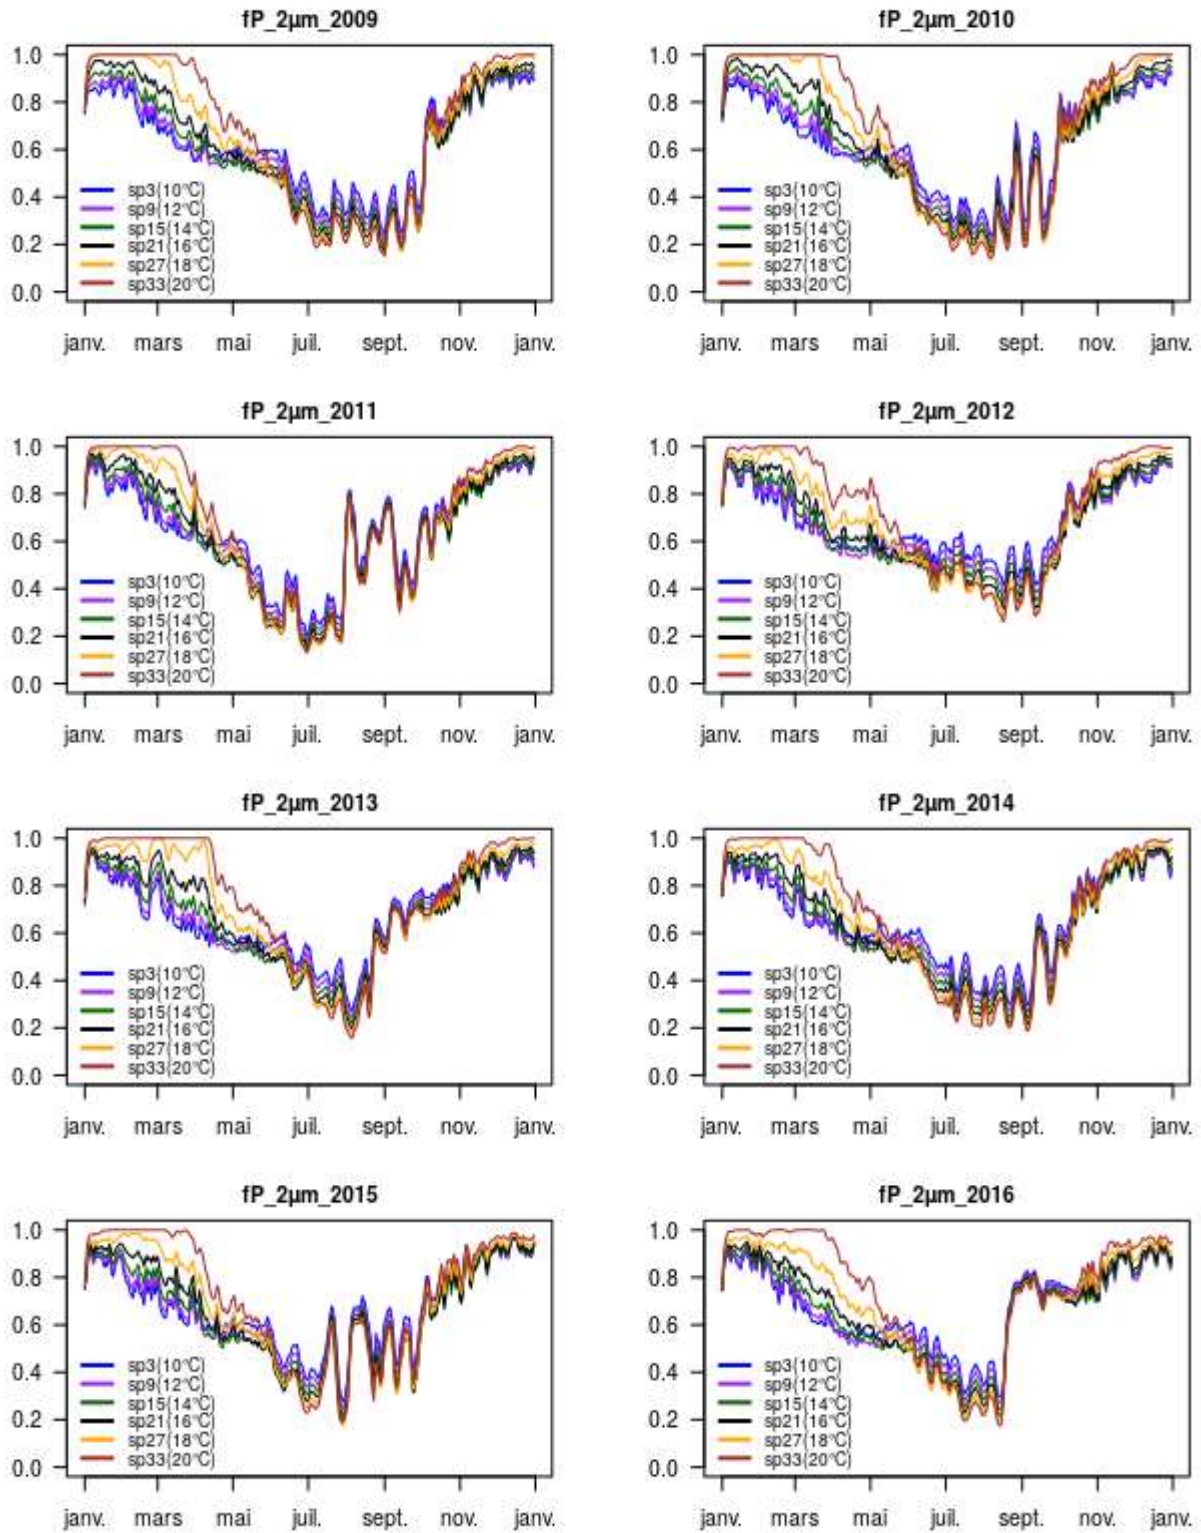 fP_2µm_2009
1.0
0.8
0.6
0.4
0.2
0.0
sp3(10°C)
sp9(12°C)
sp15(14°C)
sp21(16°C)
sp27(18°C)
sp33(20°C)
janv. mars mai juil. sept. nov. janv.
fP_2µm_2010
1.0
0.8
0.6
0.4
0.2
0.0
sp3(10°C)
sp9(12°C)
sp15(14°C)
sp21(16°C)
sp27(18°C)
sp33(20°C)
janv. mars mai juil. sept. nov. janv.
fP_2µm_2011
1.0
0.8
0.6
0.4
0.2
0.0
sp3(10°C)
sp9(12°C)
sp15(14°C)
sp21(16°C)
sp27(18°C)
sp33(20°C)
janv. mars mai juil. sept. nov. janv.
fP_2µm_2012
1.0
0.8
0.6
0.4
0.2
0.0
sp3(10°C)
sp9(12°C)
sp15(14°C)
sp21(16°C)
sp27(18°C)
sp33(20°C)
janv. mars mai juil. sept. nov. janv.
fP_2µm_2013
1.0
0.8
0.6
0.4
0.2
0.0
sp3(10°C)
sp9(12°C)
sp15(14°C)
sp21(16°C)
sp27(18°C)
sp33(20°C)
janv. mars mai juil. sept. nov. janv.
fP_2µm_2014
1.0
0.8
0.6
0.4
0.2
0.0
sp3(10°C)
sp9(12°C)
sp15(14°C)
sp21(16°C)
sp27(18°C)
sp33(20°C)
janv. mars mai juil. sept. nov. janv.
fP_2µm_2015
1.0
0.8
0.6
0.4
0.2
0.0
sp3(10°C)
sp9(12°C)
sp15(14°C)
sp21(16°C)
sp27(18°C)
sp33(20°C)
janv. mars mai juil. sept. nov. janv.
fP_2µm_2016
1.0
0.8
0.6
0.4
0.2
0.0
sp3(10°C)
sp9(12°C)
sp15(14°C)
sp21(16°C)
sp27(18°C)
sp33(20°C)
janv. mars mai juil. sept. nov. janv.